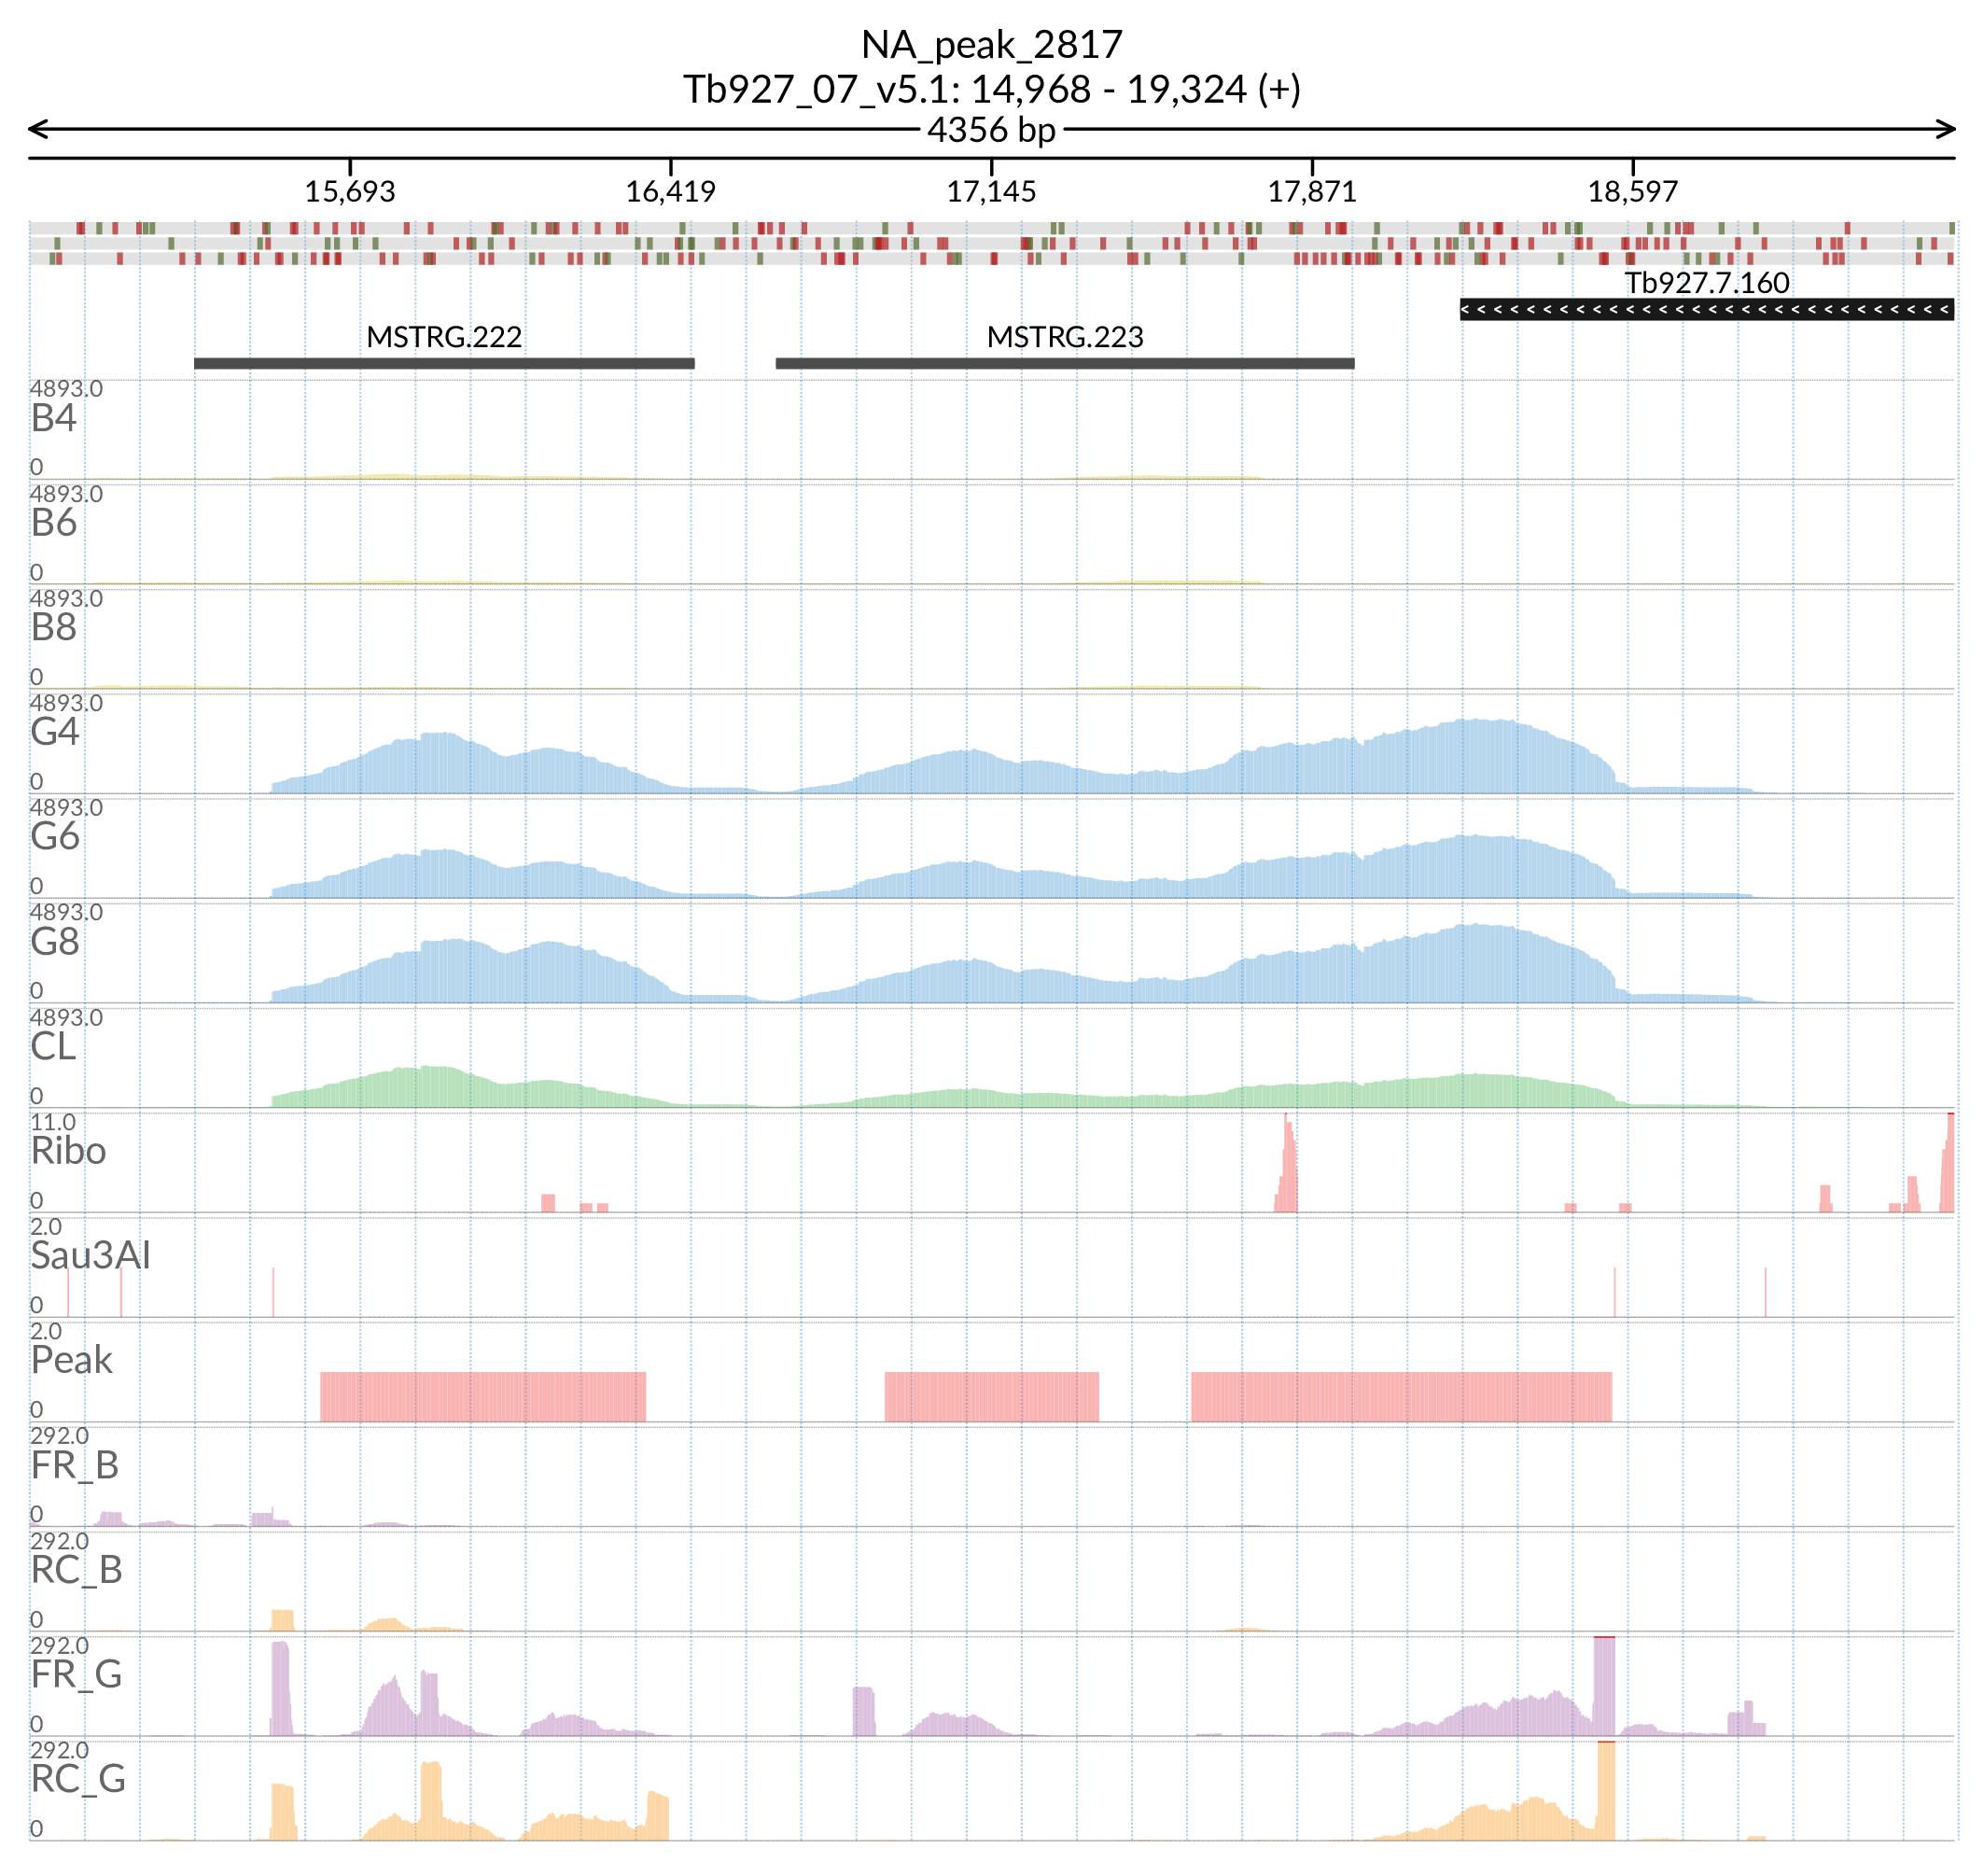 NA_peak_2817
Tb927_07_v5.1: 14,968 - 19,324 (+)
4356 bp
15,693 16,419 17,145 17,871 18,597
Tb927.7.160
MSTRG.222 MSTRG.223
4893.0
B4
0
4893.0
B6
0
4893.0
B8
0
4893.0
G4
0
4893.0
G6
0
4893.0
G8
0
4893.0
CL
0
11.0
Ribo
0
2.0
Sau3AI
0
2.0
Peak
0
292.0
FR_B
0
292.0
RC_B
0
292.0
FR_G
0
292.0
RC_G
0